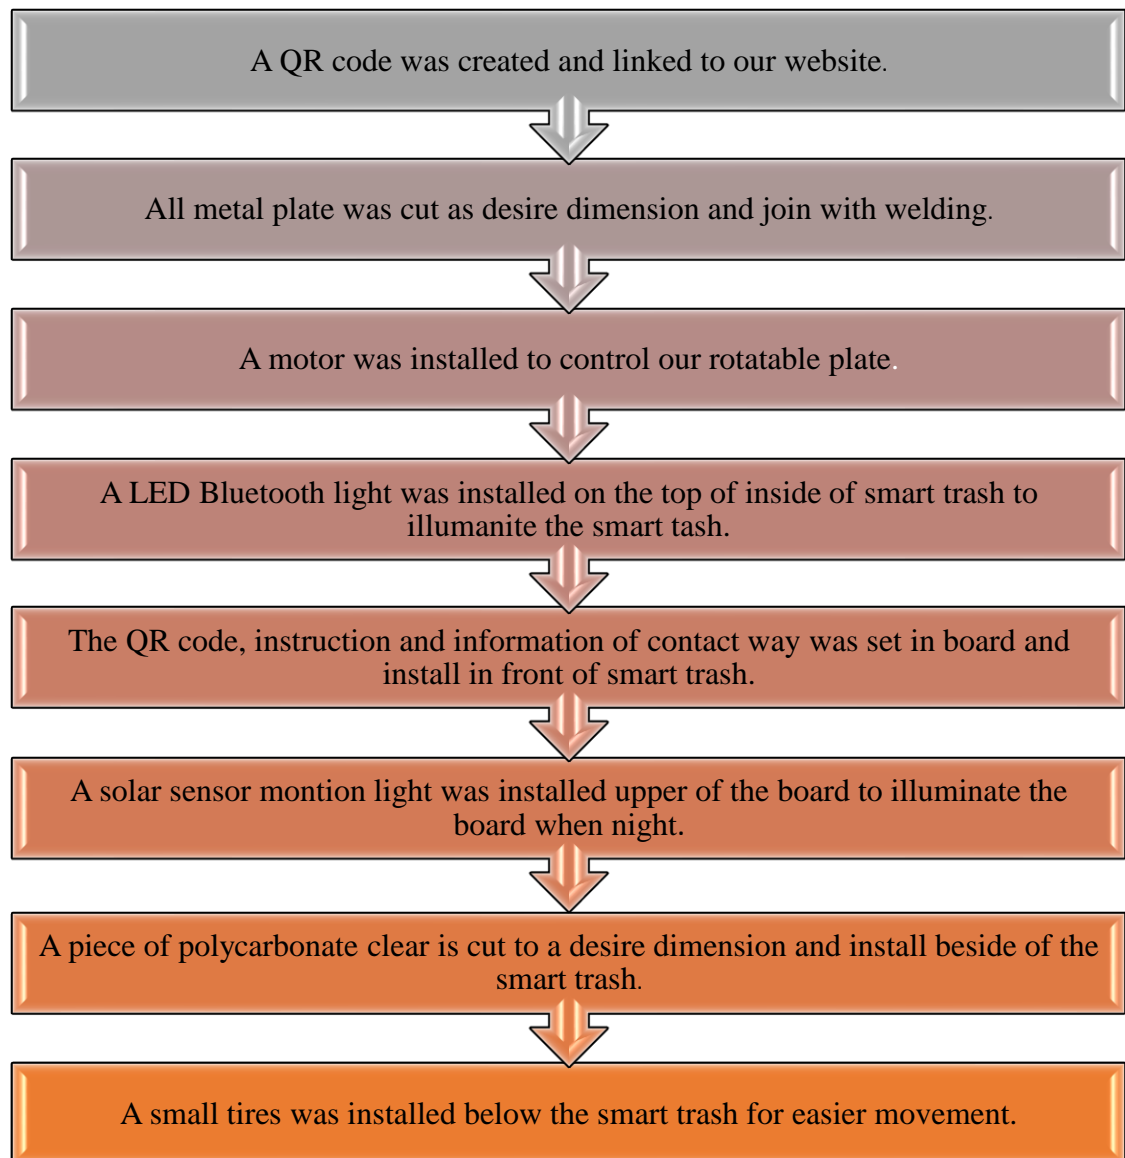 A QR code was created and linked to our website.
All metal plate was cut as desire dimension and join with welding.
A motor was installed to control our rotatable plate.
A LED Bluetooth light was installed on the top of inside of smart trash to
illumanite the smart tash.
The QR code, instruction and information of contact way was set in board and
install in front of smart trash.
A solar sensor montion light was installed upper of the board to illuminate the
board when night.
A piece of polycarbonate clear is cut to a desire dimension and install beside of the
smart trash.
A small tires was installed below the smart trash for easier movement.